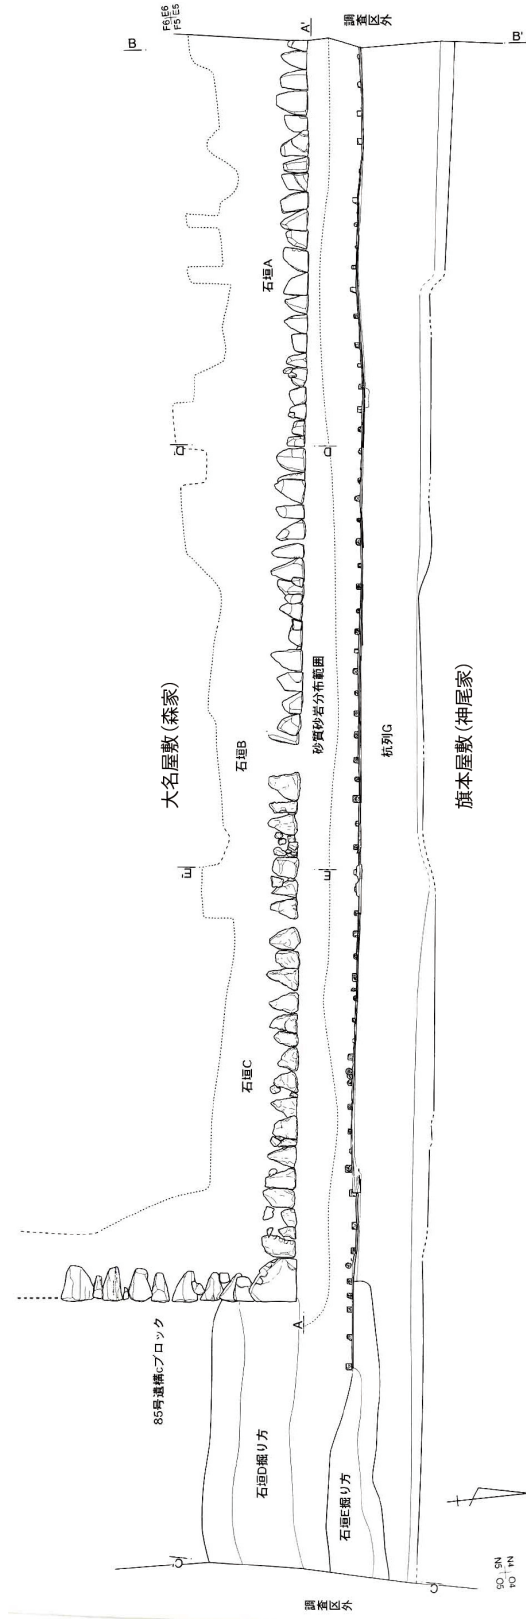 F6 E6
F5 E5
調査区外
A'
B
B'
石垣A
D
D'
大名屋敷(森家)
石垣B
砂質砂岩分布範囲
杭列G
旗本屋敷(神尾家)
E
E'
石垣C
85号遺構cブロック
A
石垣D掘り方
石垣E掘り方
C
C'
調査区外
N4 O4
N5 O5